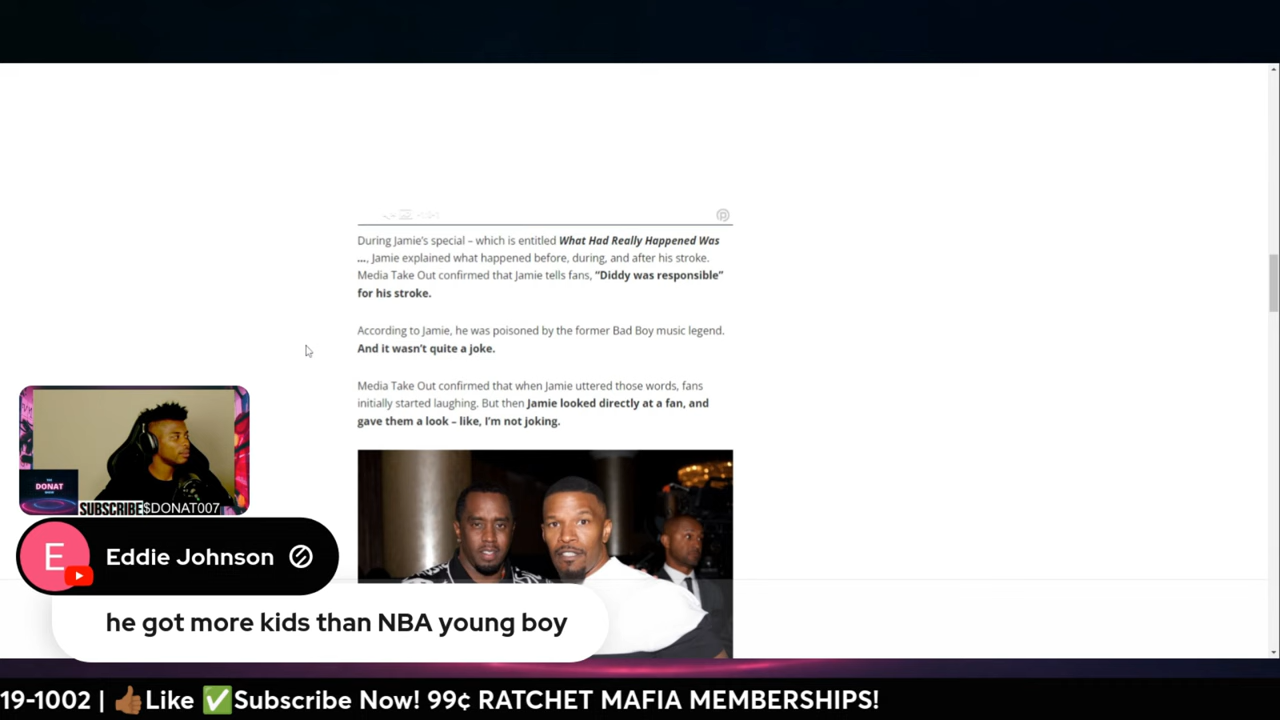 During Jamie's special – which is entitled What Had Really Happened Was
..., Jamie explained what happened before, during, and after his stroke.
Media Take Out confirmed that Jamie tells fans, “Diddy was responsible”
for his stroke.
According to Jamie, he was poisoned by the former Bad Boy music legend.
And it wasn't quite a joke.
Media Take Out confirmed that when Jamie uttered those words, fans
initially started laughing. But then Jamie looked directly at a fan, and
gave them a look – like, I'm not joking.
DONAT
SUBSCRIBE$DONAT007
E
Eddie Johnson
he got more kids than NBA young boy
19-1002 | 👍🏾Like ✅Subscribe Now! 99¢ RATCHET MAFIA MEMBERSHIPS!